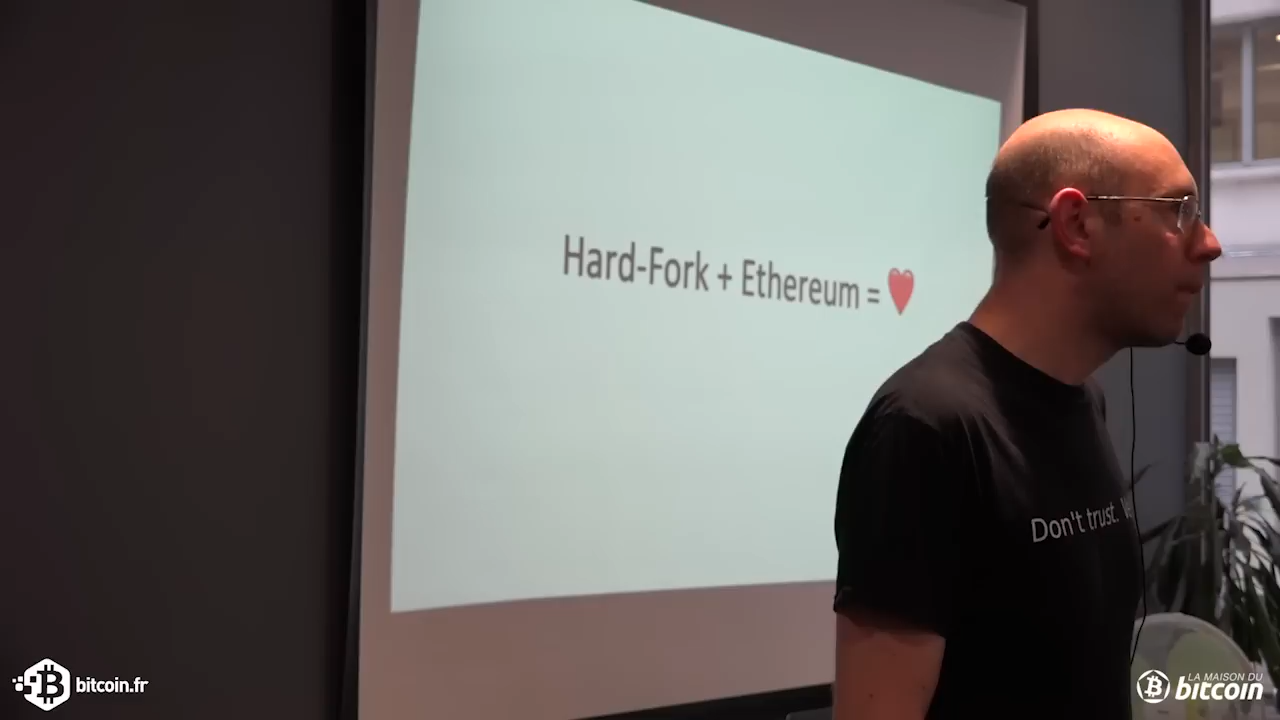 Hard-Fork + Ethereum = ❤
Don't trust.
bitcoin.fr
LA MAISON DU
bitcoin